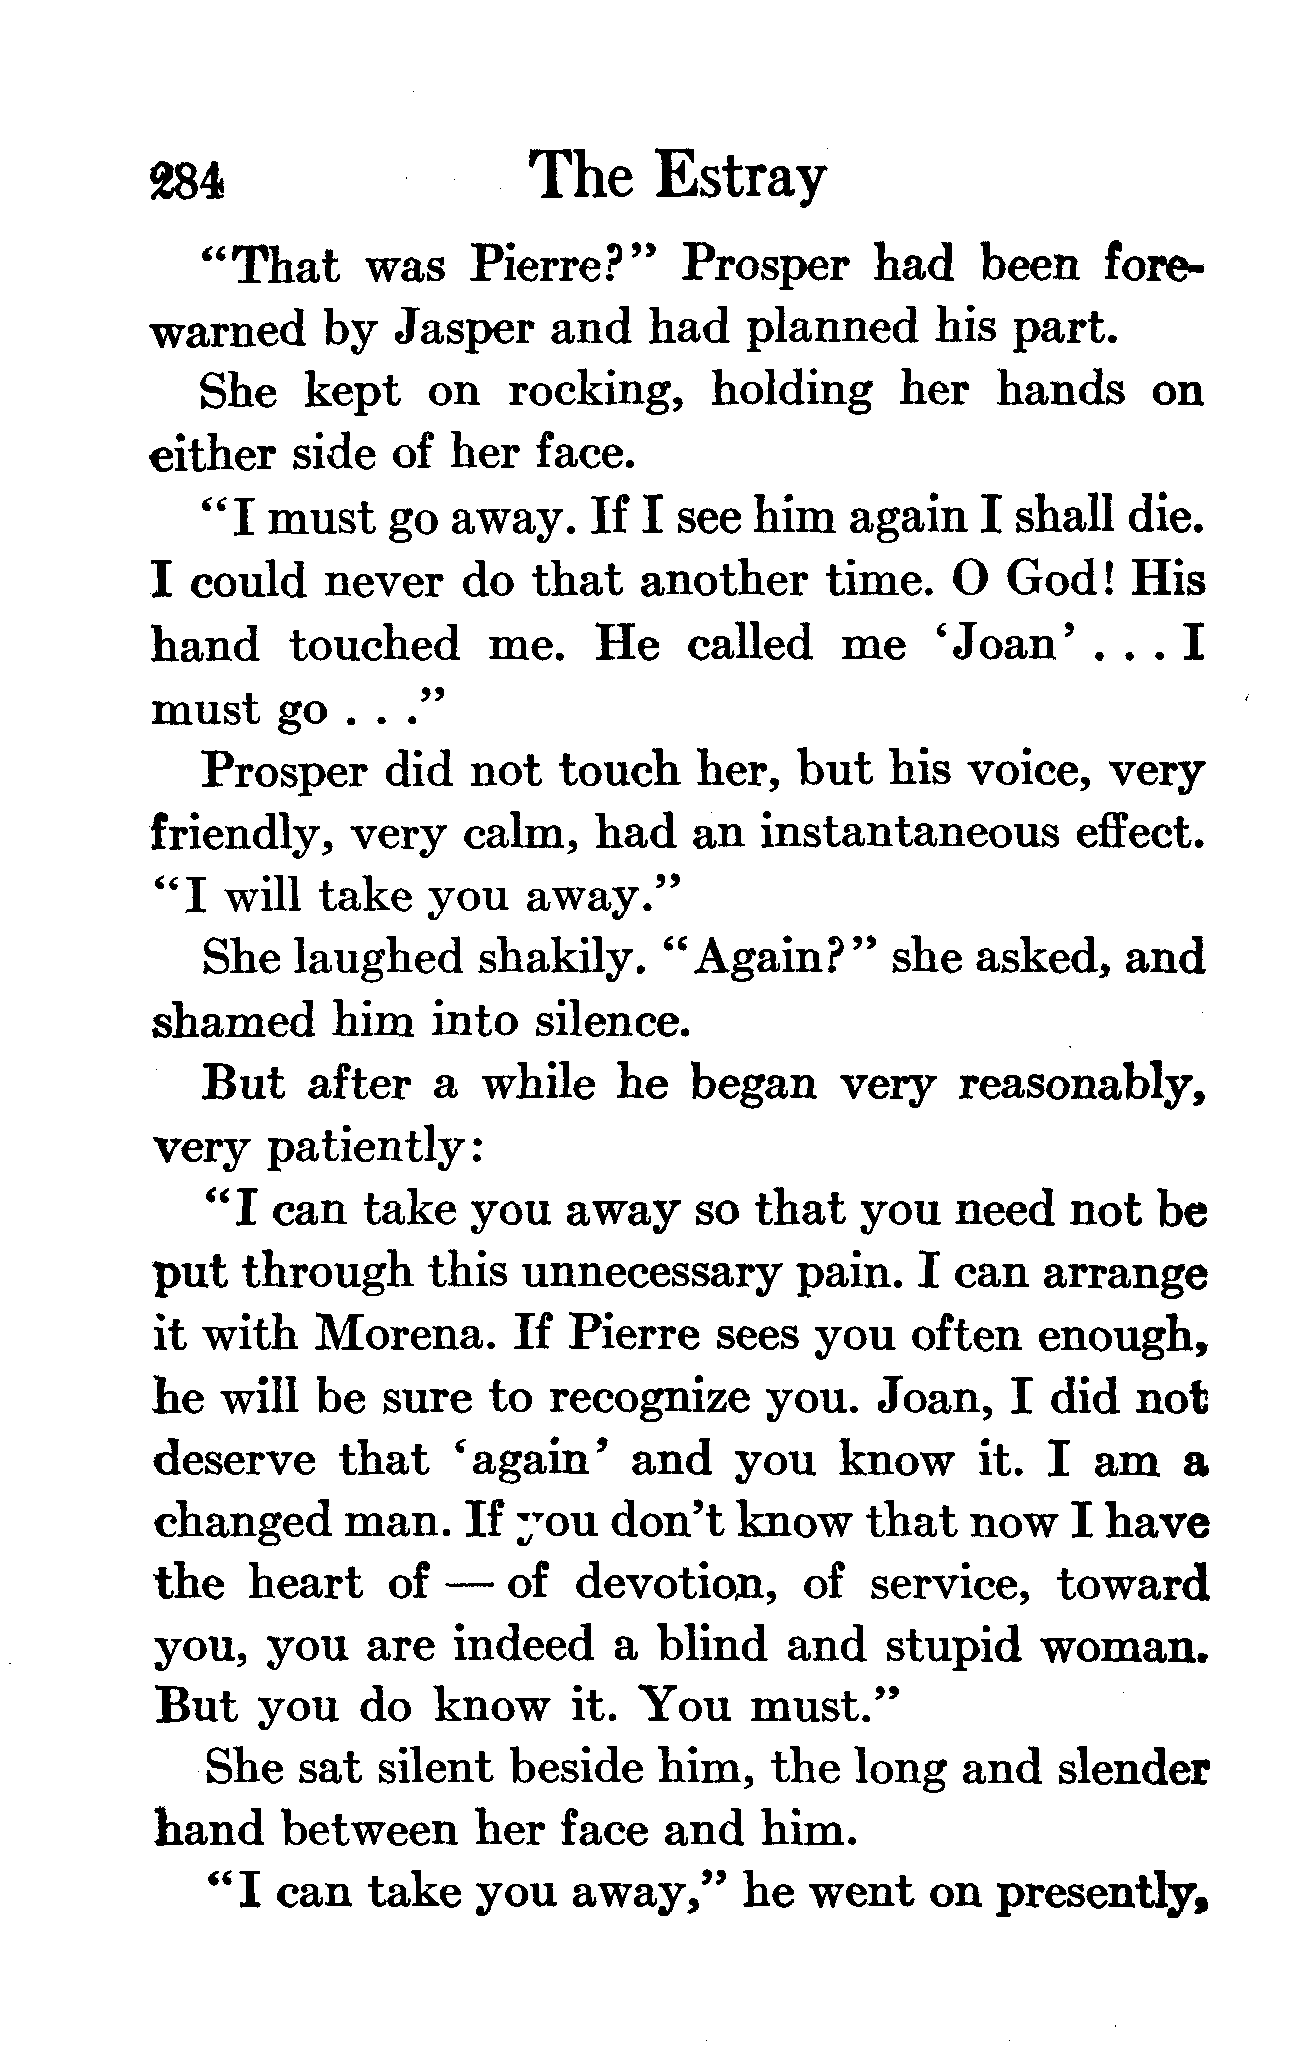 284 The Estray
“That was Pierre?” Prosper had been fore-
warned by Jasper and had planned his part.
She kept on rocking, holding her hands on
either side of her face.
“I must go away. If I see him again I shall die.
I could never do that another time. O God! His
hand touched me. He called me ‘Joan’ . . . I
must go . . .”
Prosper did not touch her, but his voice, very
friendly, very calm, had an instantaneous effect.
“I will take you away.”
She laughed shakily. “Again?” she asked, and
shamed him into silence.
But after a while he began very reasonably,
very patiently:
“I can take you away so that you need not be
put through this unnecessary pain. I can arrange
it with Morena. If Pierre sees you often enough,
he will be sure to recognize you. Joan, I did not
deserve that ‘again’ and you know it. I am a
changed man. If you don’t know that now I have
the heart of — of devotion, of service, toward
you, you are indeed a blind and stupid woman.
But you do know it. You must.”
She sat silent beside him, the long and slender
hand between her face and him.
“I can take you away,” he went on presently,